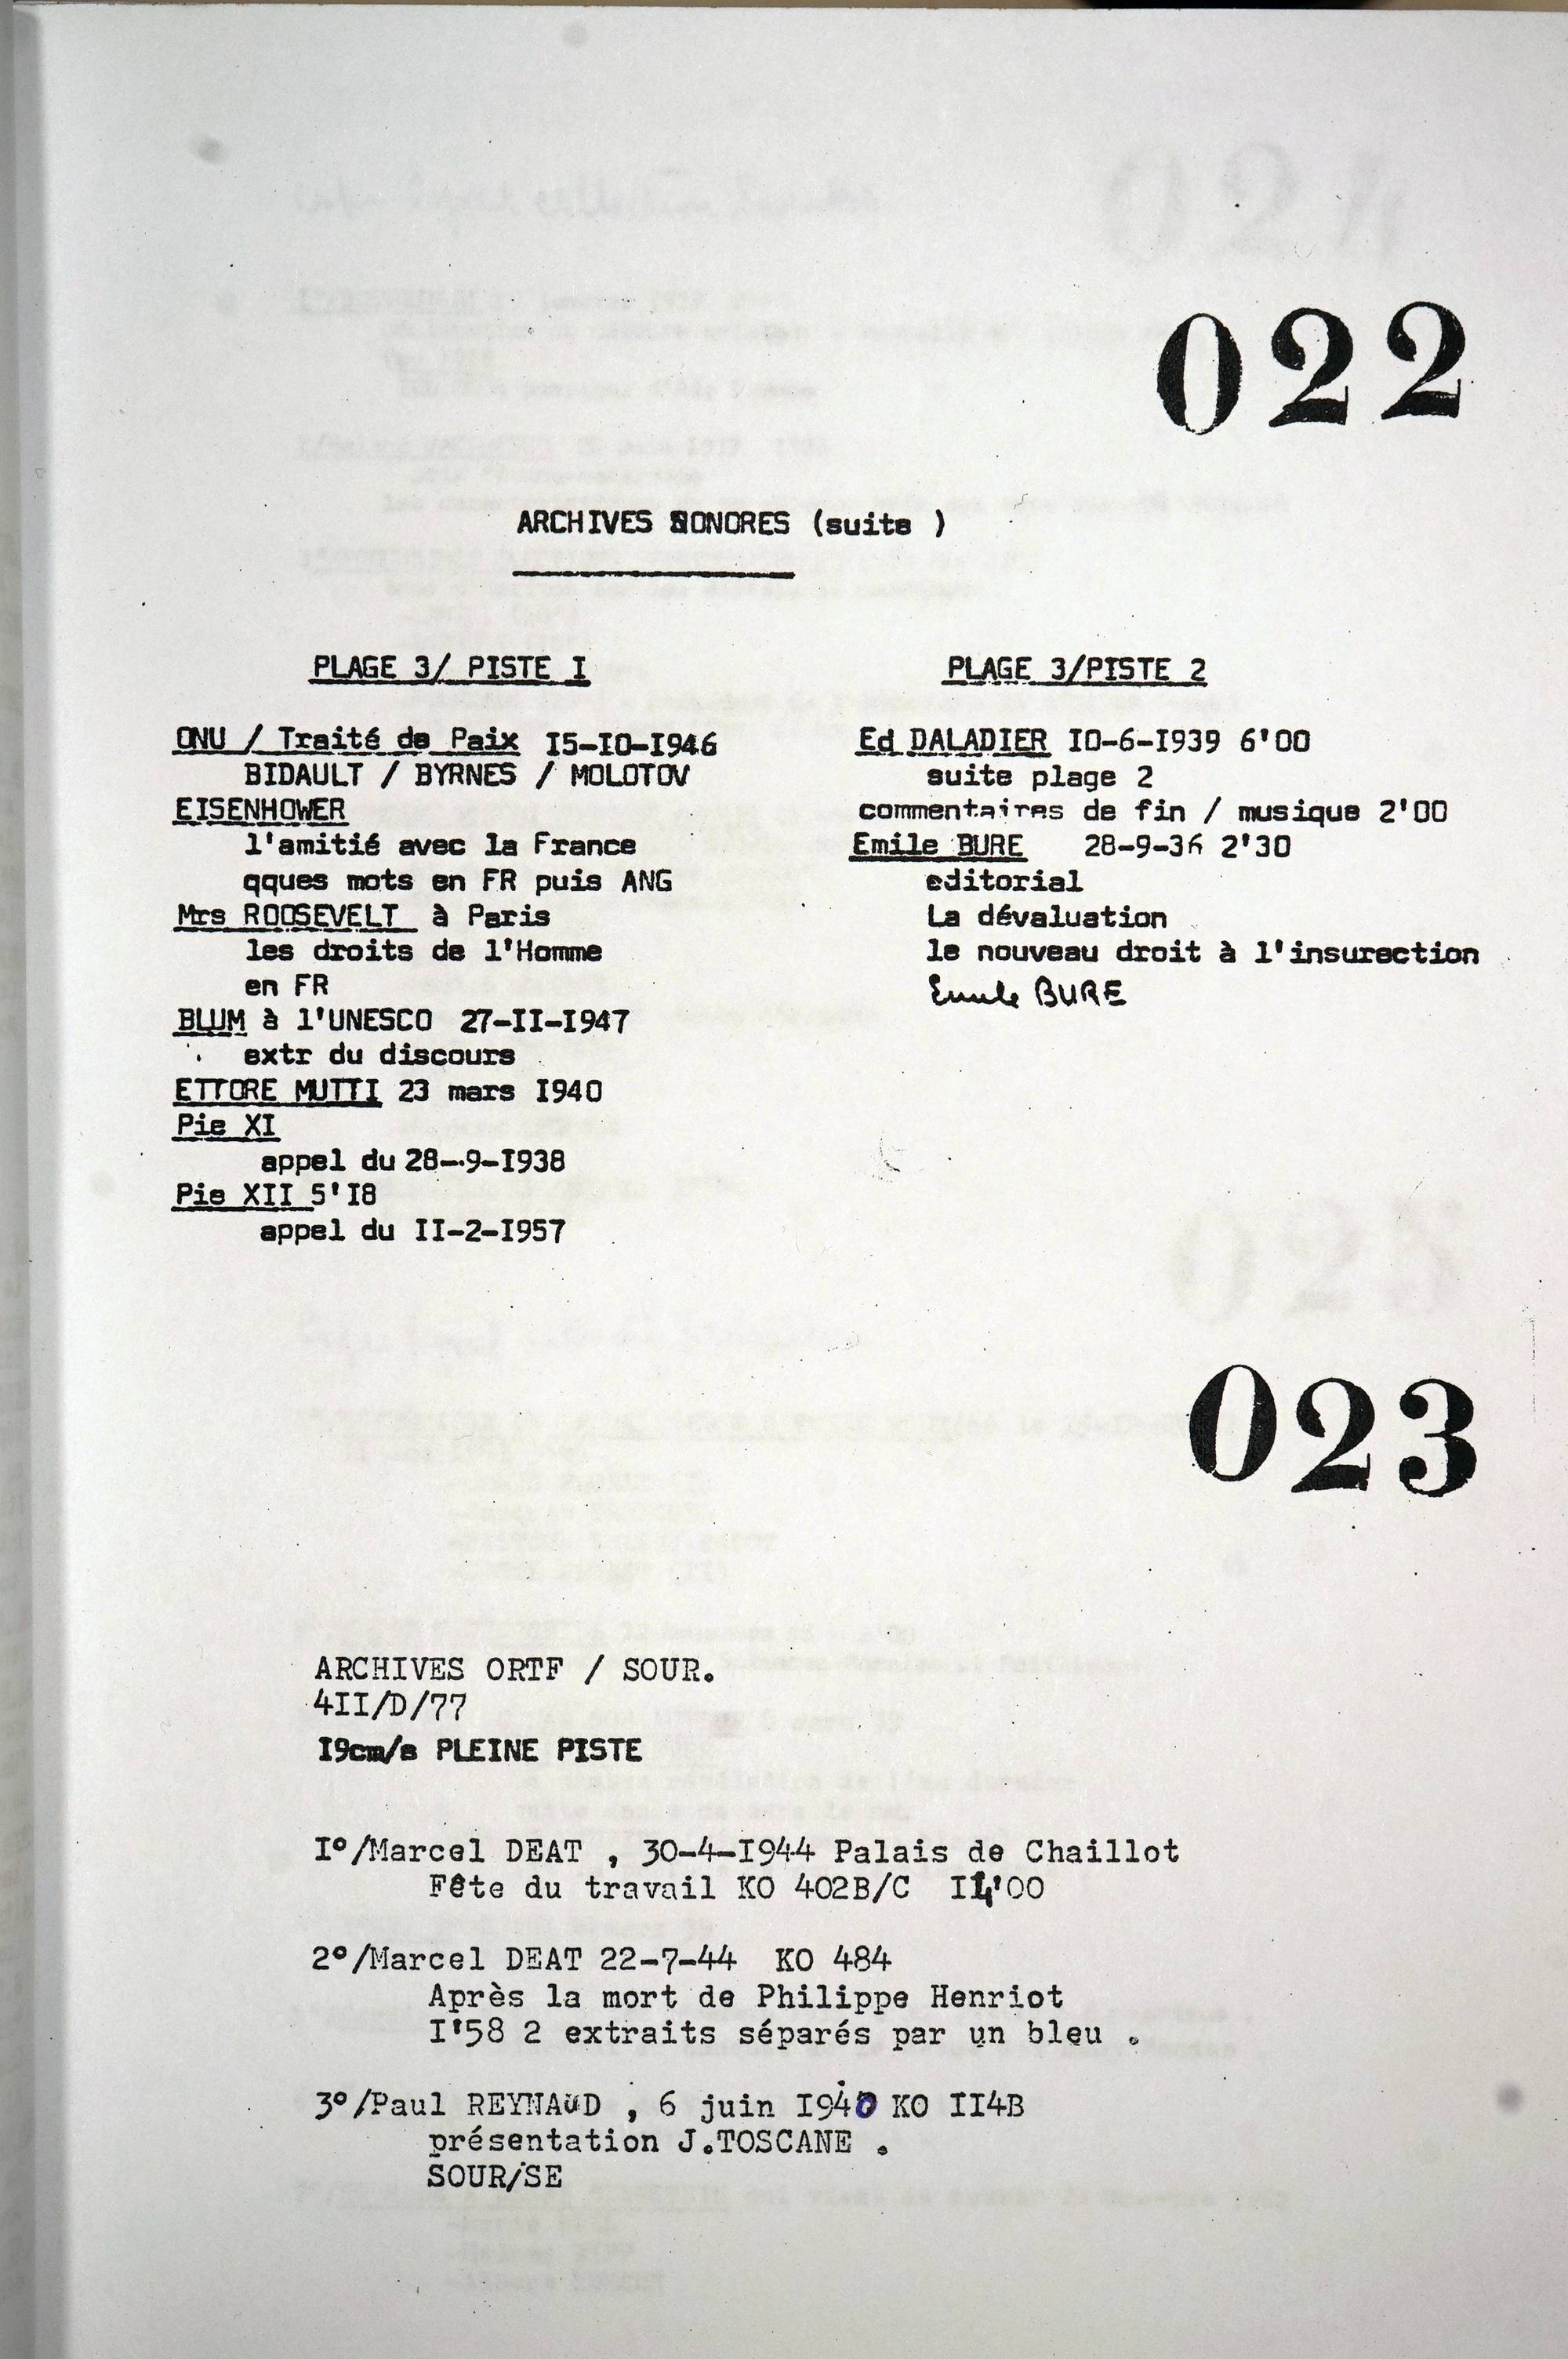 022
ARCHIVES SONORES (suite )
PLAGE 3/ PISTE I
ONU / Traité de Paix I5-IO-I946
BIDAULT / BYRNES / MOLOTOV
EISENHOWER
l'amitié avec la France
qques mots en FR puis ANG
Mrs ROOSEVELT à Paris
les droits de l'Homme
en FR
BLUM à l'UNESCO 27-II-I947
extr du discours
ETTORE MUTTI 23 mars I940
Pie XI
appel du 28-9-I938
Pie XII 5'I8
appel du II-2-I957
PLAGE 3/PISTE 2
Ed DALADIER IO-6-I939 6'00
suite plage 2
commentaires de fin / musique 2'00
Emile BURE 28-9-36 2'30
editorial
La dévaluation
le nouveau droit à l'insurection
Emile BURE
023
ARCHIVES ORTF / SOUR.
4II/D/77
I9cm/s PLEINE PISTE
I°/Marcel DEAT , 30-4-I944 Palais de Chaillot
Fête du travail KO 402B/C I4'00
2°/Marcel DEAT 22-7-44 KO 484
Après la mort de Philippe Henriot
I'58 2 extraits séparés par un bleu .
3°/Paul REYNAUD , 6 juin I940 KO II4B
présentation J.TOSCANE .
SOUR/SE